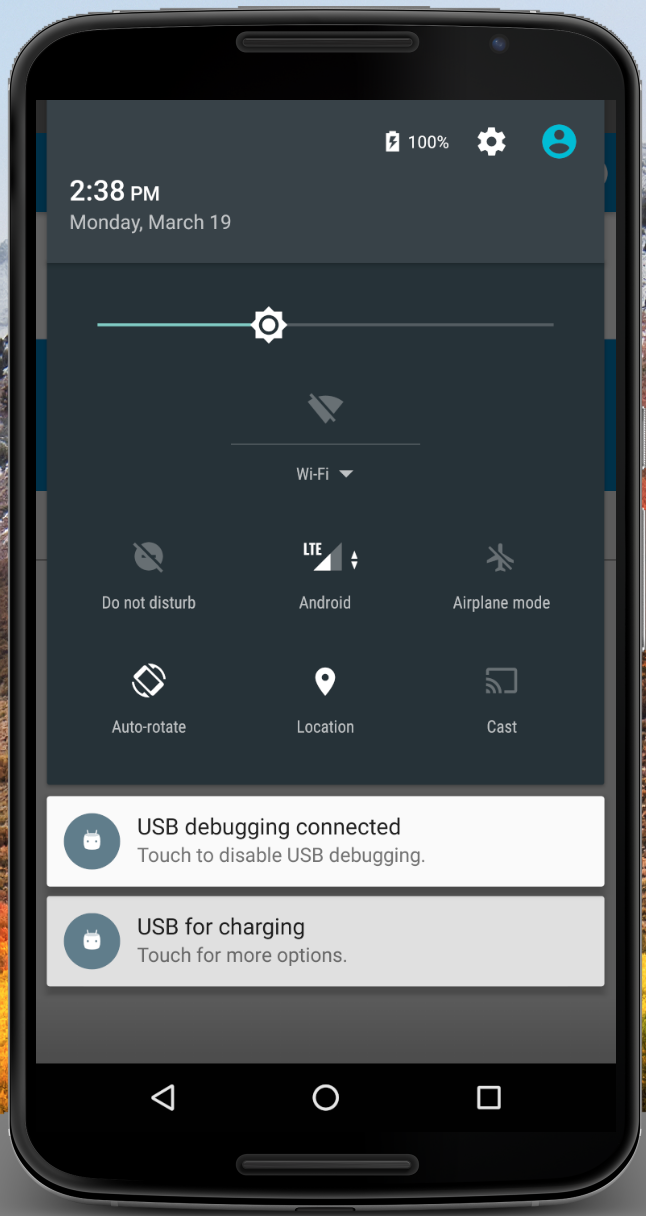 100%
2:38 PM
Monday, March 19
Wi-Fi
LTE
Do not disturb
Android
Airplane mode
Auto-rotate
Location
Cast
USB debugging connected
Touch to disable USB debugging.
USB for charging
Touch for more options.